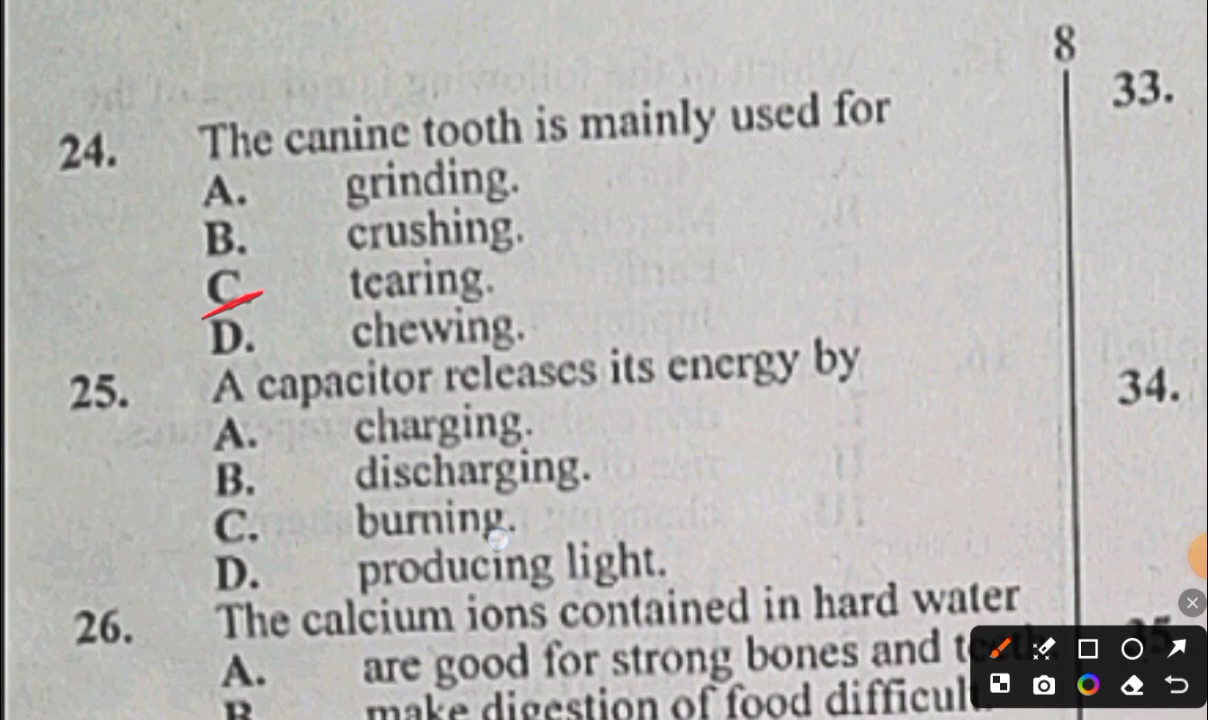 8
24. The canine tooth is mainly used for
A. grinding.
B. crushing.
C. tearing.
D. chewing.
25. A capacitor releases its energy by
A. charging.
B. discharging.
C. burning.
D. producing light.
26. The calcium ions contained in hard water
A. are good for strong bones and
B. make digestion of food difficult.
33.
34.
35